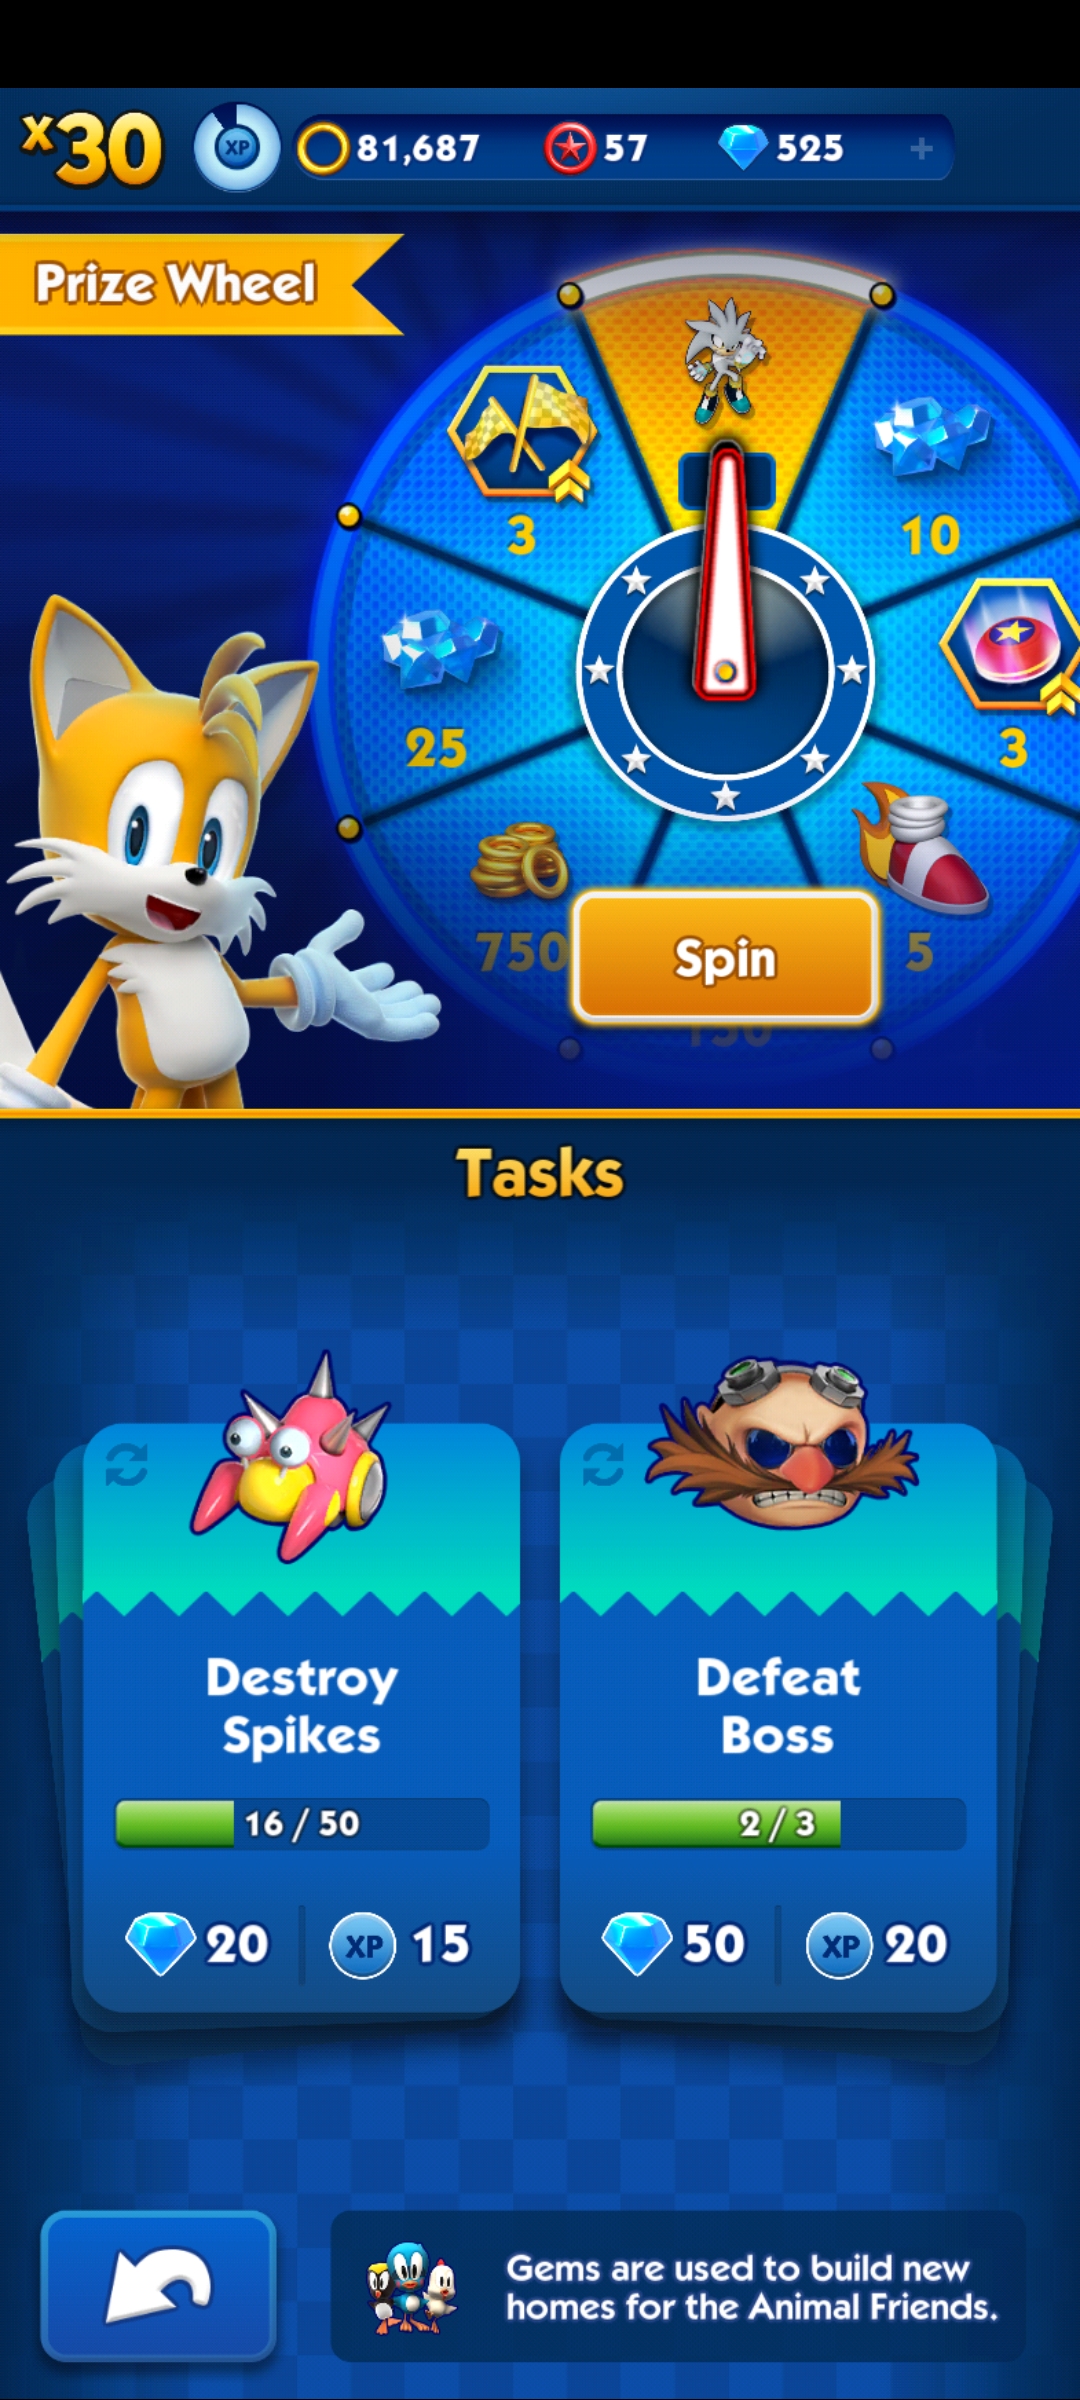 x30
XP
81,687
57
525
+
Prize Wheel
3
10
25
3
750
5
Spin
Tasks
Destroy
Spikes
16 / 50
20
XP 15
Defeat
Boss
2 / 3
50
XP 20
Gems are used to build new
homes for the Animal Friends.